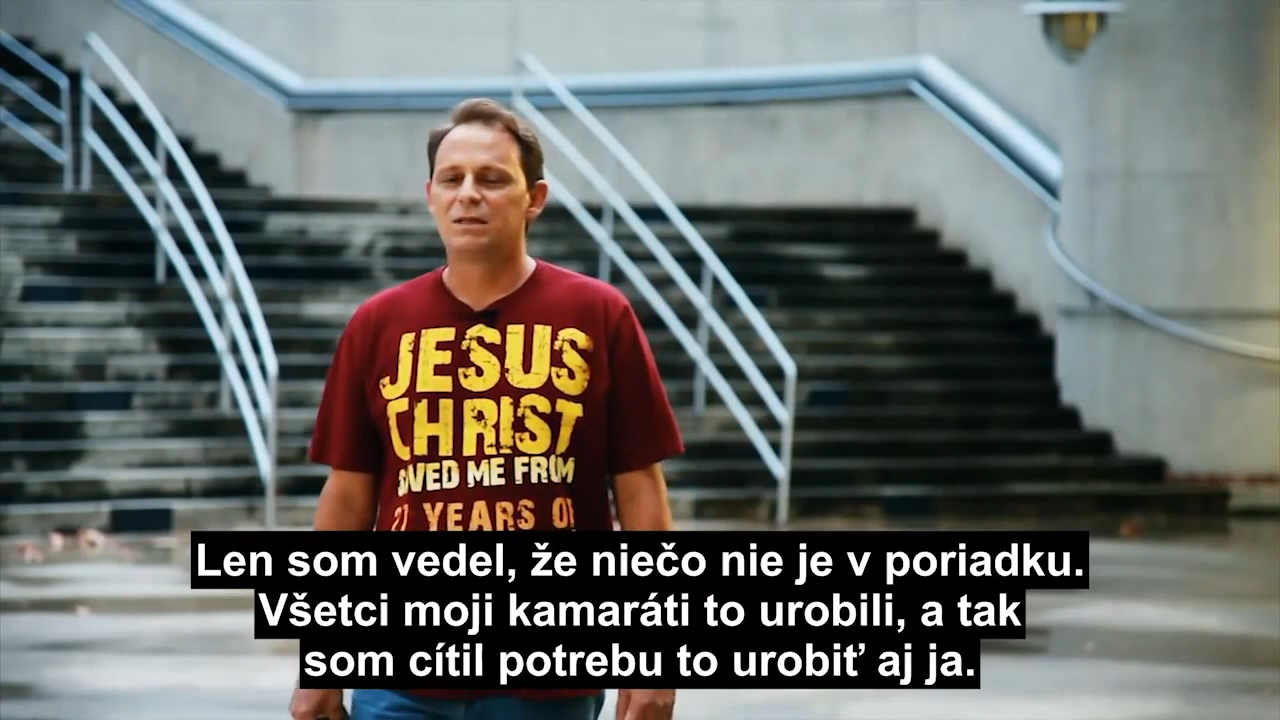 JESUS
CHRIST
SAVED ME FROM
YEARS
Len som vedel, že niečo nie je v poriadku.
Všetci moji kamaráti to urobili, a tak
som cítil potrebu to urobiť aj ja.